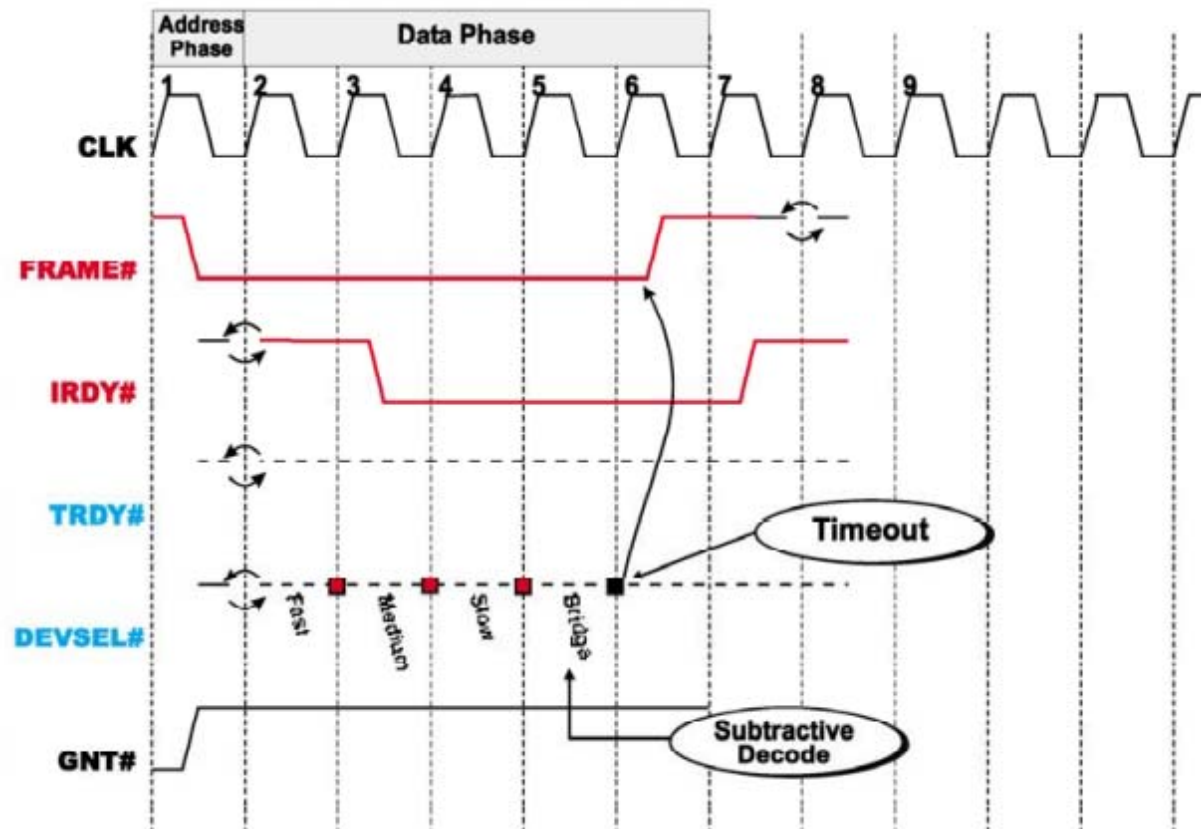 Address
Phase
Data Phase
1 2 3 4 5 6 7 8 9
CLK
FRAME#
IRDY#
TRDY#
Timeout
Fast Medium Slow Bridge
DEVSEL#
Subtractive
Decode
GNT#